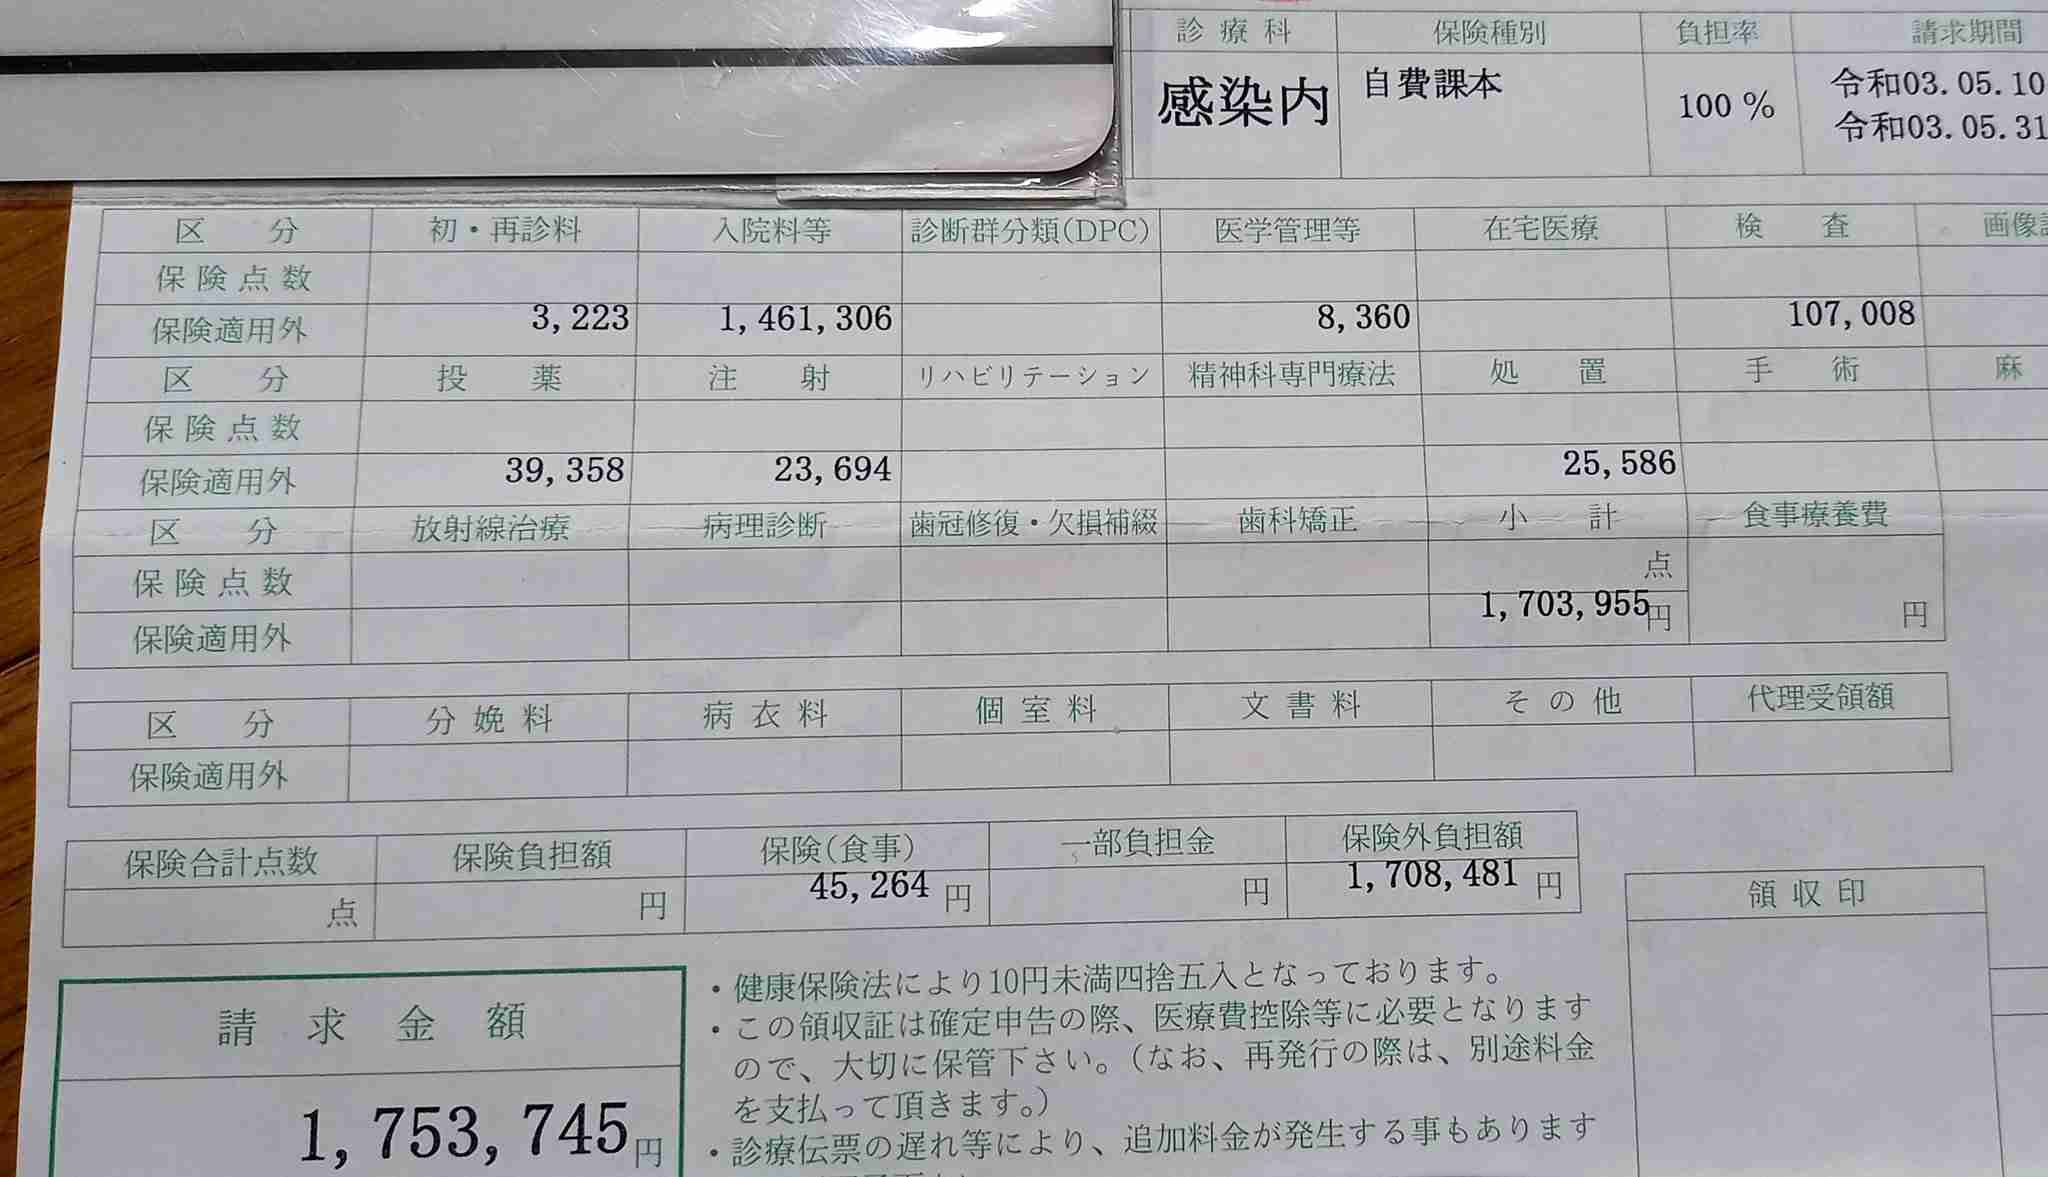 診療科 保険種別 負担率 請求期間
感染内 自費課本 100 % 令和03.05.10
令和03.05.31
区分 初・再診料 入院料等 診断群分類(DPC) 医学管理等 在宅医療 検査 画像
保険点数
保険適用外 3,223 1,461,306 8,360 107,008
区分 投薬 注射 リハビリテーション 精神科専門療法 処置 手術 麻
保険点数
保険適用外 39,358 23,694 25,586
区分 放射線治療 病理診断 歯冠修復・欠損補綴 歯科矯正 小計 食事療養費
保険点数 点
保険適用外 1,703,955円 円
区分 分娩料 病衣料 個室料 文書料 その他 代理受領額
保険適用外
保険合計点数 保険負担額 保険(食事) 一部負担金 保険外負担額
点 円 45,264 円 円 1,708,481 円
領収印
請求金額
1,753,745円
・健康保険法により10円未満四捨五入となっております。
・この領収証は確定申告の際、医療費控除等に必要となります
ので、大切に保管下さい。(なお、再発行の際は、別途料金
を支払って頂きます。)
・診療伝票の遅れ等により、追加料金が発生する事もあります